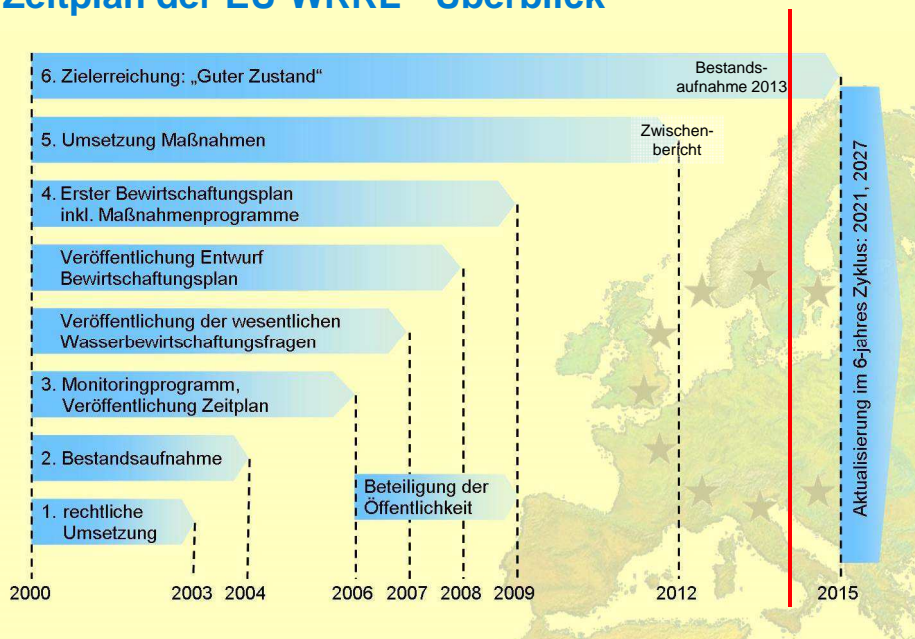 Zeitplan der EU-WRRL - Überblick
6. Zielerreichung: „Guter Zustand“
Bestands-
aufnahme 2013
5. Umsetzung Maßnahmen
Zwischen-
bericht
4. Erster Bewirtschaftungsplan
inkl. Maßnahmenprogramme
Veröffentlichung Entwurf
Bewirtschaftungsplan
Veröffentlichung der wesentlichen
Wasserbewirtschaftungsfragen
3. Monitoringprogramm,
Veröffentlichung Zeitplan
2. Bestandsaufnahme
Beteiligung der
Öffentlichkeit
1. rechtliche
Umsetzung
Aktualisierung im 6-jahres Zyklus: 2021, 2027
2000 2003 2004 2006 2007 2008 2009 2012 2015